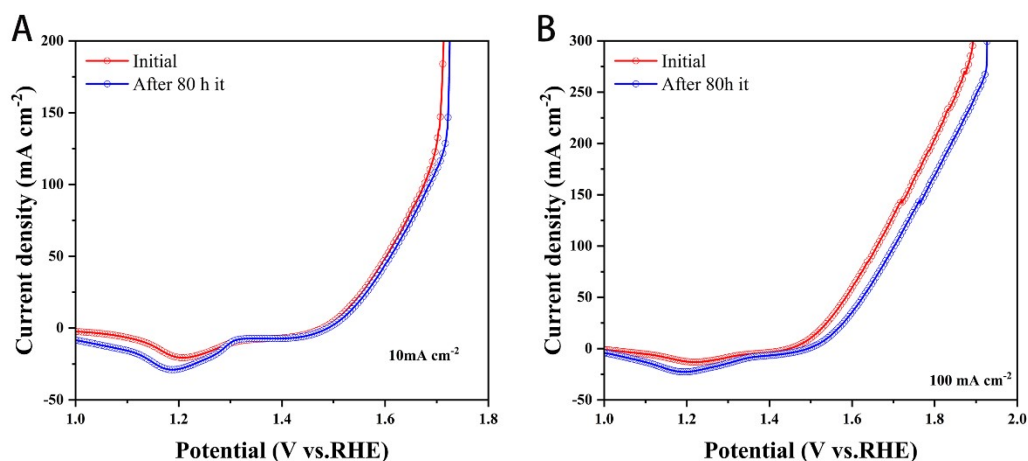 A
Current density (mA cm⁻²)
200
150
100
50
0
-50
Initial
After 80 h it
10mA cm⁻²
1.0 1.2 1.4 1.6 1.8
Potential (V vs.RHE)
B
Current density (mA cm⁻²)
300
250
200
150
100
50
0
-50
Initial
After 80h it
100 mA cm⁻²
1.0 1.2 1.4 1.6 1.8 2.0
Potential (V vs.RHE)